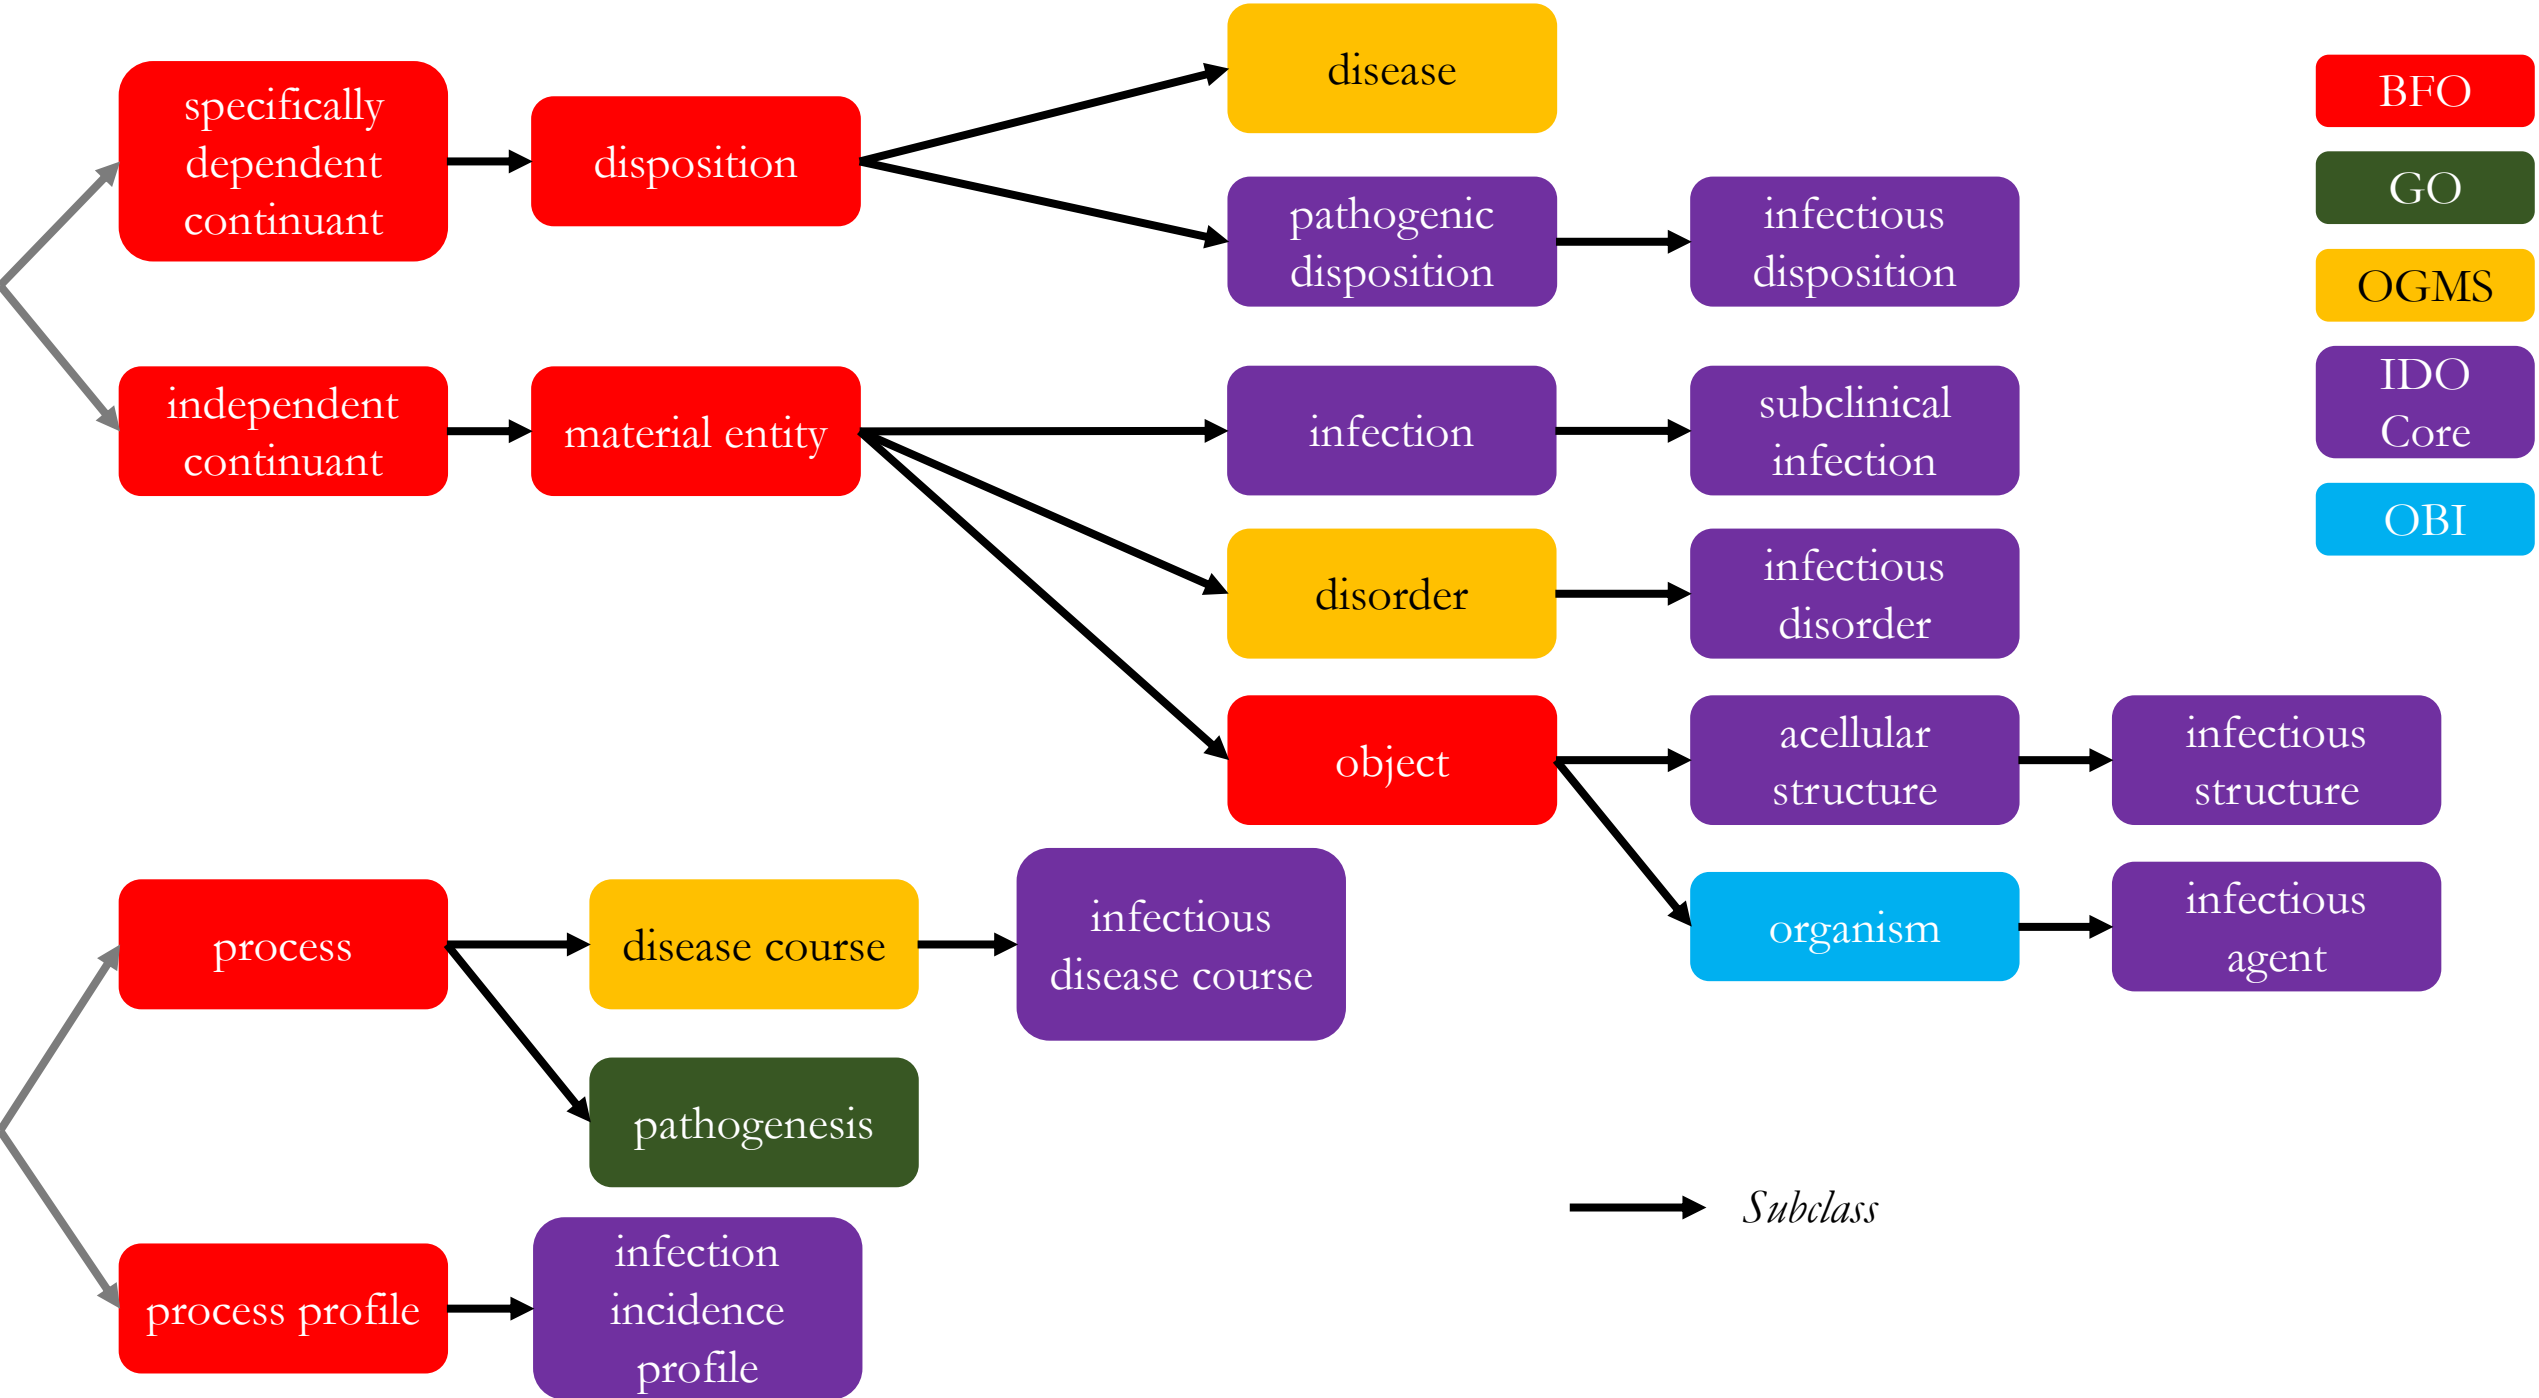 specifically
dependent
continuant
disposition
disease
pathogenic
disposition
infectious
disposition
independent
continuant
material entity
infection
subclinical
infection
disorder
infectious
disorder
object
acellular
structure
infectious
structure
organism
infectious
agent
process
disease course
infectious
disease course
pathogenesis
process profile
infection
incidence
profile
BFO
GO
OGMS
IDO
Core
OBI
Subclass